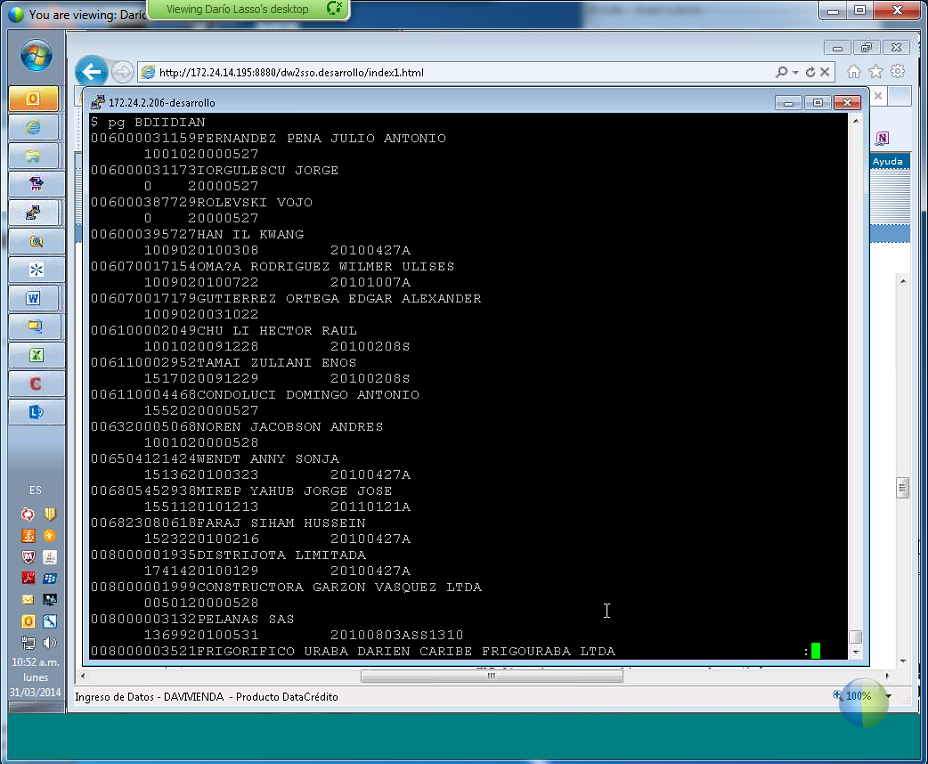 You are viewing: Darío
Viewing Darío Lasso's desktop
http://172.24.14.195:8880/dw2sso.desarrollo/index1.html
172.24.2.206-desarrollo
Ayuda
$ pg BDIIDIAN
006000031159FERNANDEZ PENA JULIO ANTONIO
1001020000527
006000031173IORGULESCU JORGE
0 20000527
006000387729ROLEVSKI VOJO
0 20000527
006000395727HAN IL KWANG
1009020100308 20100427A
006070017154OMA?A RODRIGUEZ WILMER ULISES
1009020100722 20101007A
006070017179GUTIERREZ ORTEGA EDGAR ALEXANDER
1009020031022
006100002049CHU LI HECTOR RAUL
1001020091228 20100208S
006110002952TAMAI ZULIANI ENOS
1517020091229 20100208S
006110004468CONDOLUCI DOMINGO ANTONIO
1552020000527
006320005068NOREN JACOBSON ANDRES
1001020000528
006504121424WENDT ANNY SONJA
1513620100323 20100427A
006805452938MIREP YAHUB JORGE JOSE
1551120101213 20110121A
006823080618FARAJ SIHAM HUSSEIN
1523220100216 20100427A
008000001935DISTRIJOTA LIMITADA
1741420100129 20100427A
008000001999CONSTRUCTORA GARZON VASQUEZ LTDA
0050120000528
008000003132PELANAS SAS
1369920100531 20100803ASS1310
008000003521FRIGORIFICO URABA DARIEN CARIBE FRIGOURABA LTDA :
ES
10:52 a.m.
lunes
31/03/2014
Ingreso de Datos - DAVIVIENDA - Producto DataCrédito
100%